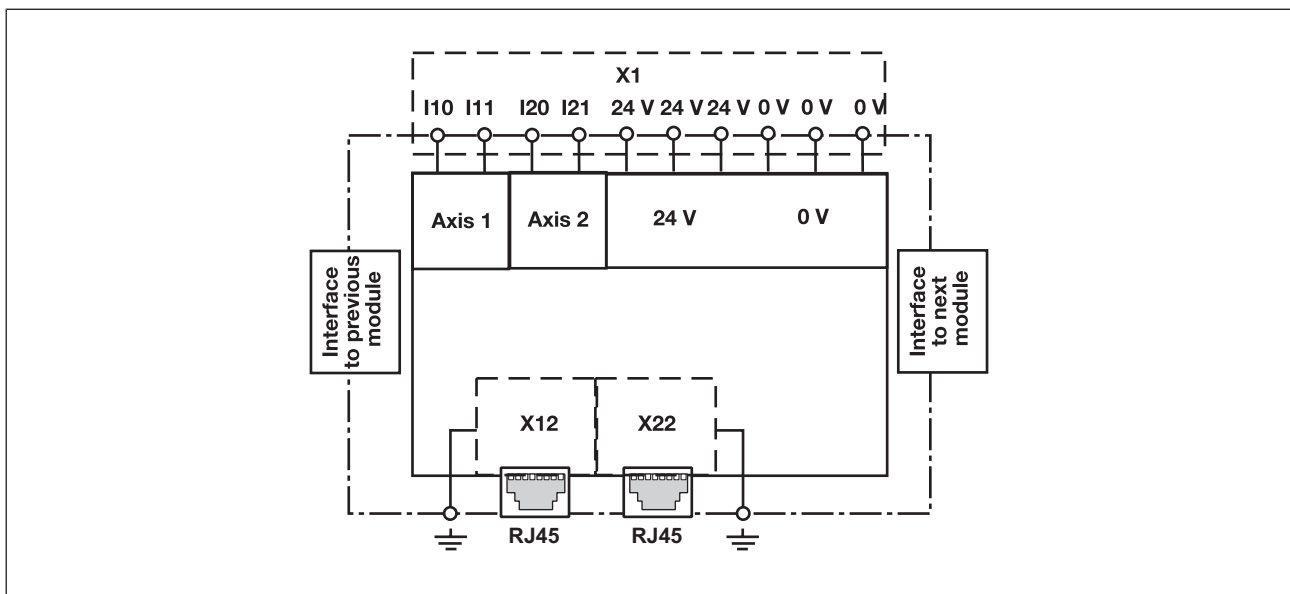 X1
I10 I11 I20 I21 24 V 24 V 24 V 0 V 0 V 0 V
Axis 1 Axis 2 24 V 0 V
Interface
to previous
module
Interface
to next
module
X12 X22
RJ45 RJ45